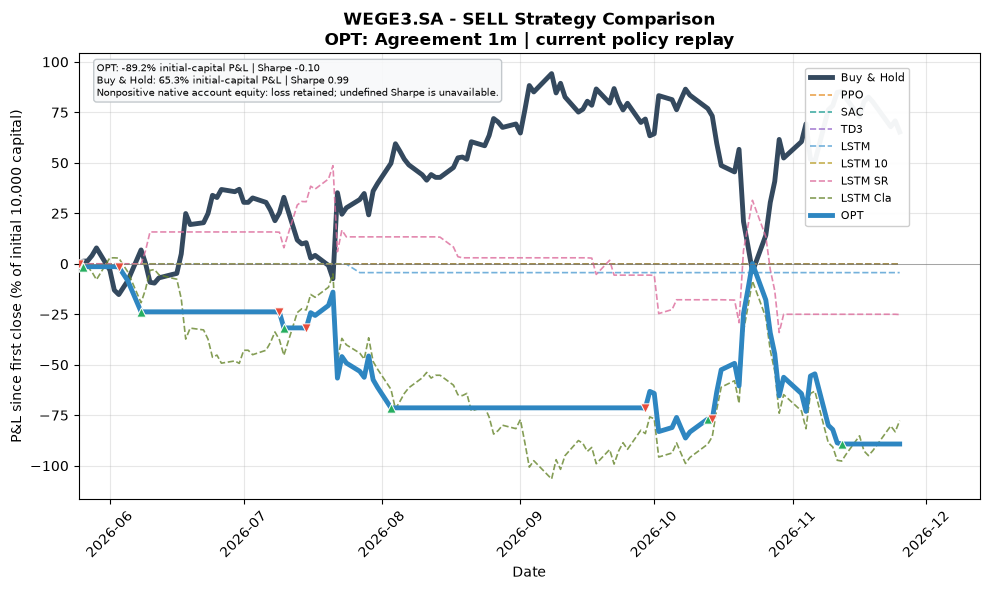 WEGE3.SA - SELL Strategy Comparison
OPT: Agreement 1m | current policy replay
OPT: -89.2% initial-capital P&L | Sharpe -0.10
Buy & Hold: 65.3% initial-capital P&L | Sharpe 0.99
Nonpositive native account equity: loss retained; undefined Sharpe is unavailable.
Buy & Hold
PPO
SAC
TD3
LSTM
LSTM 10
LSTM SR
LSTM Cla
OPT
P&L since first close (% of initial 10,000 capital)
100
75
50
25
0
−25
−50
−75
−100
2026-06
2026-07
2026-08
2026-09
2026-10
2026-11
2026-12
Date